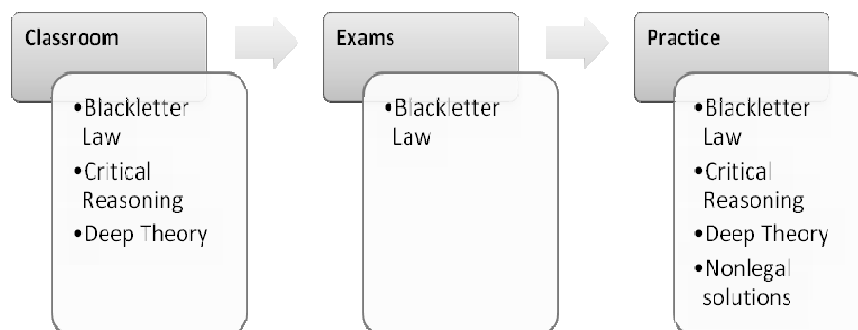 Classroom
•Blackletter
Law
•Critical
Reasoning
•Deep Theory
Exams
•Blackletter
Law
Practice
•Blackletter
Law
•Critical
Reasoning
•Deep Theory
•Nonlegal
solutions